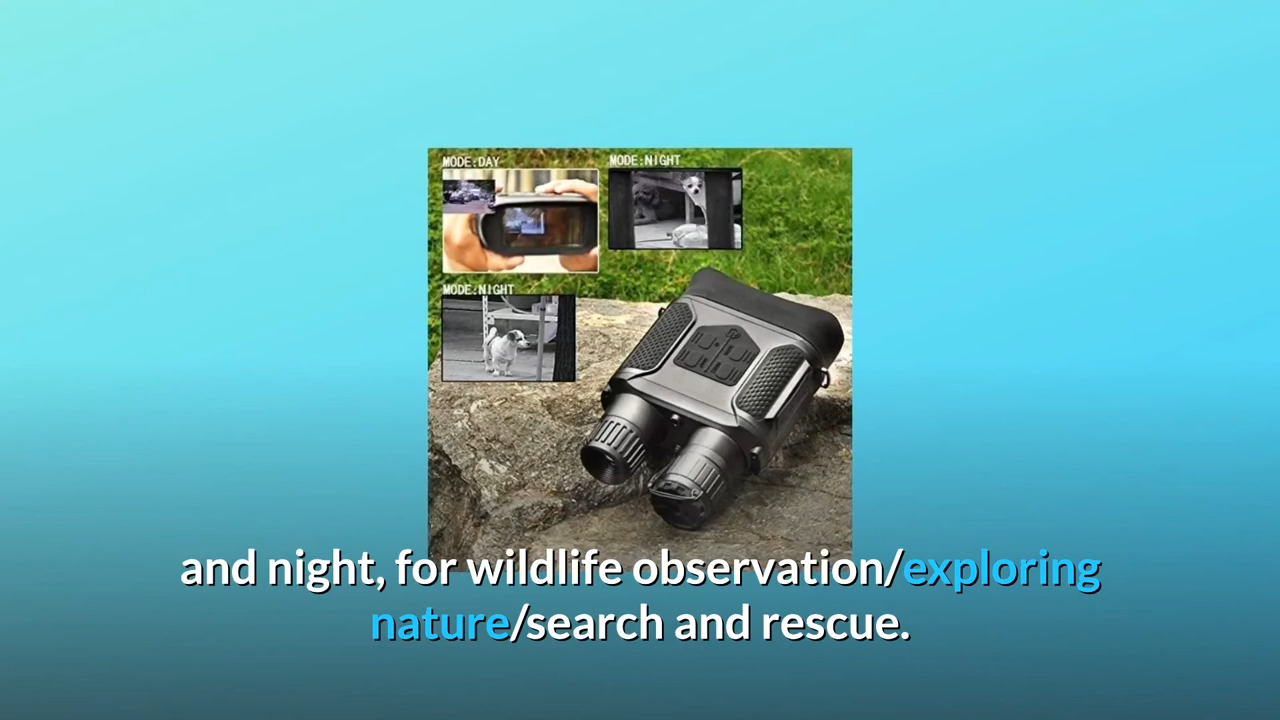 MODE:DAY
MODE:NIGHT
MODE:NIGHT
and night, for wildlife observation/exploring
nature/search and rescue.